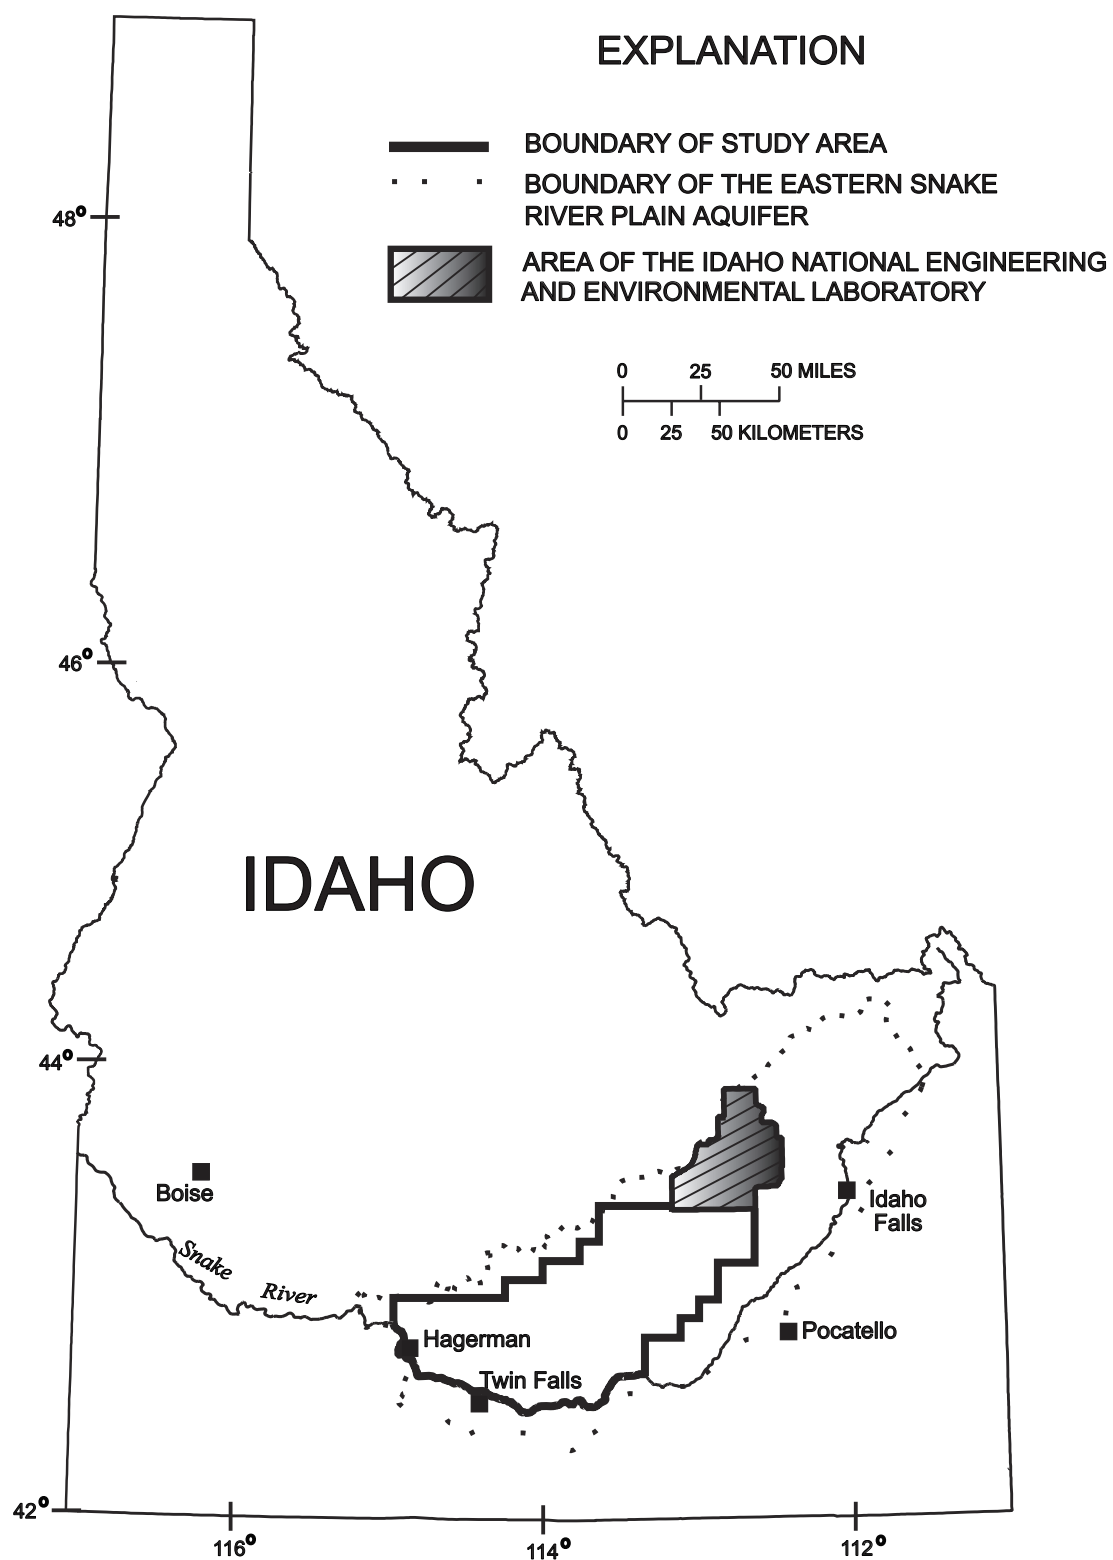 EXPLANATION
BOUNDARY OF STUDY AREA
BOUNDARY OF THE EASTERN SNAKE
RIVER PLAIN AQUIFER
AREA OF THE IDAHO NATIONAL ENGINEERING
AND ENVIRONMENTAL LABORATORY
0 25 50 MILES
0 25 50 KILOMETERS
48°
46°
IDAHO
44°
Boise
Idaho
Falls
Snake River
Hagerman
Pocatello
Twin Falls
42°
116° 114° 112°